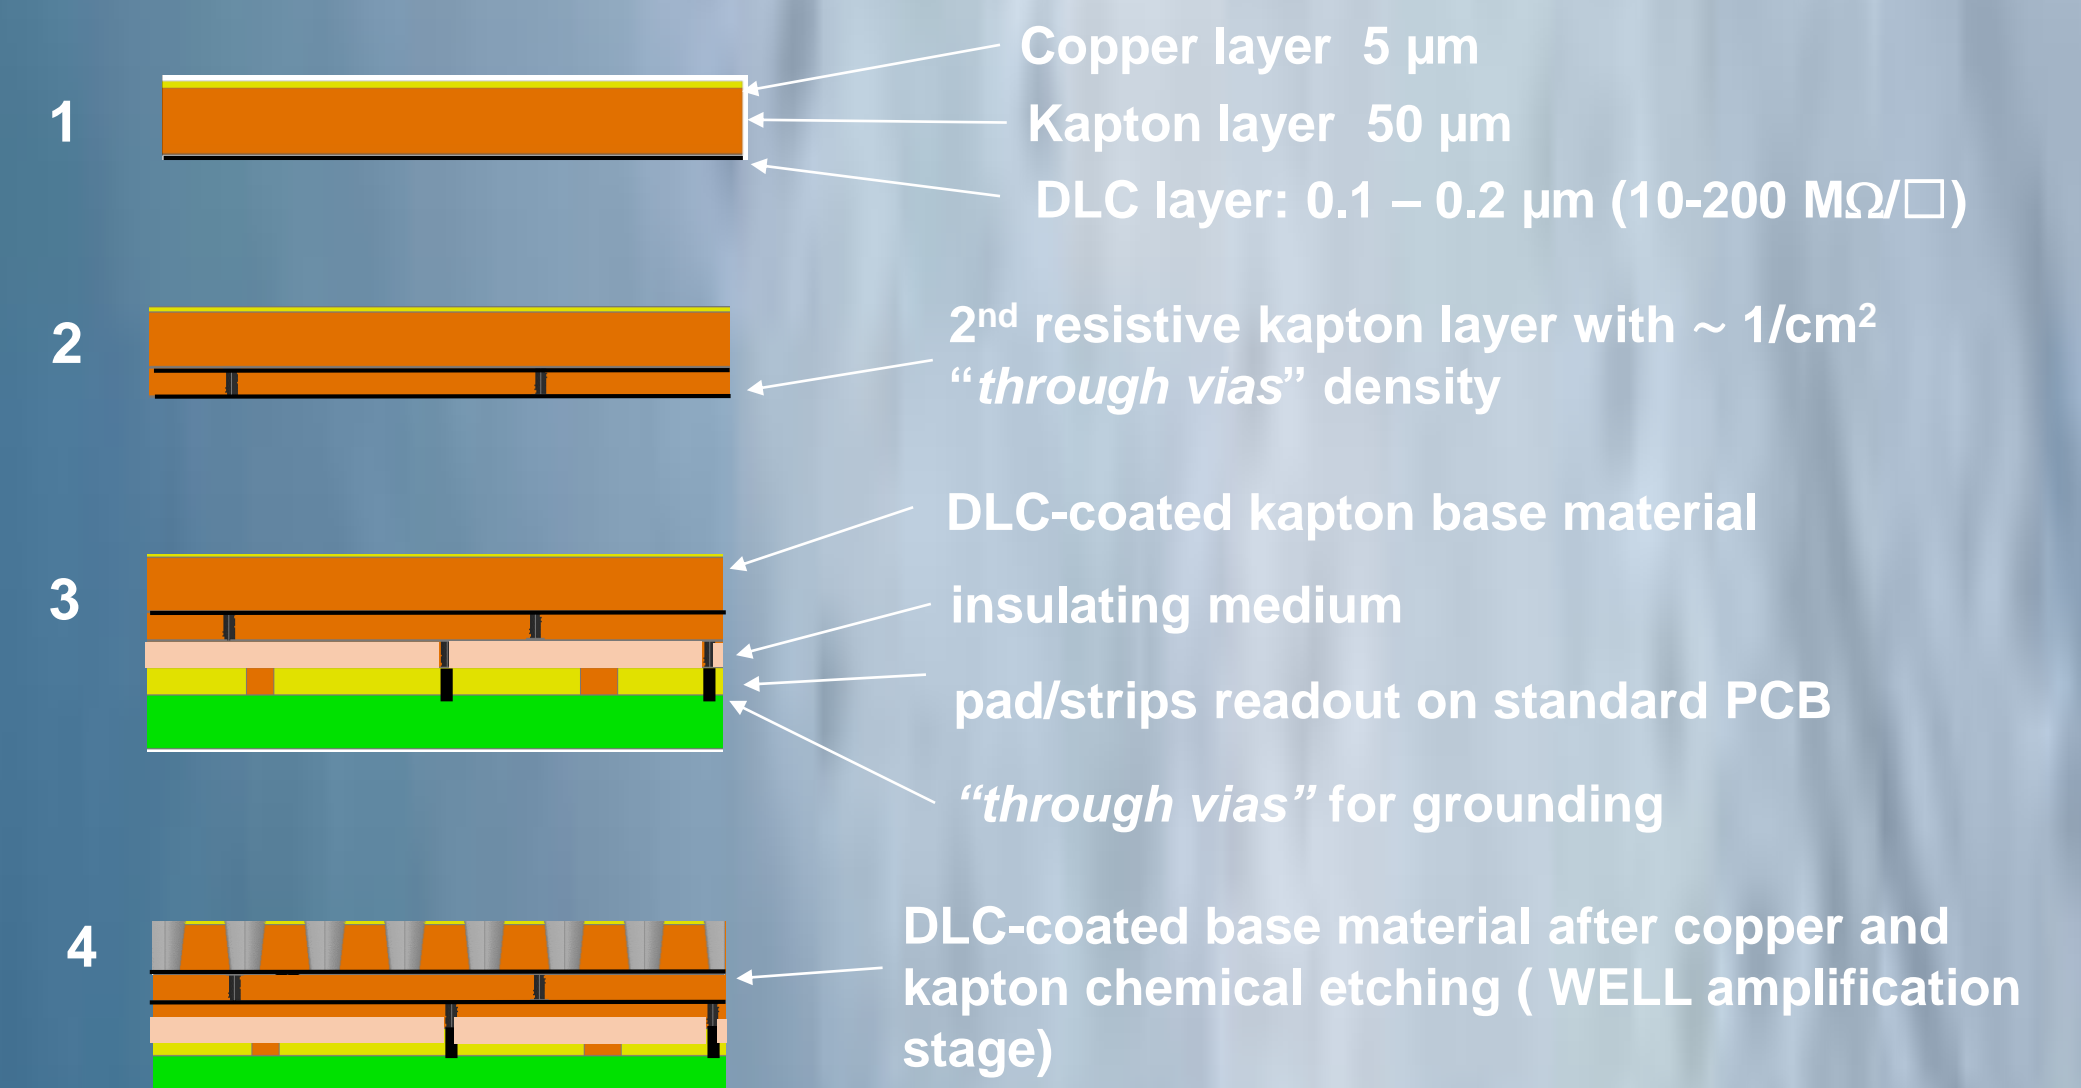 1
Copper layer 5 µm
Kapton layer 50 µm
DLC layer: 0.1 – 0.2 µm (10-200 MΩ/□)
2
2nd resistive kapton layer with ~ 1/cm2
“through vias” density
3
DLC-coated kapton base material
insulating medium
pad/strips readout on standard PCB
“through vias” for grounding
4
DLC-coated base material after copper and
kapton chemical etching ( WELL amplification
stage)